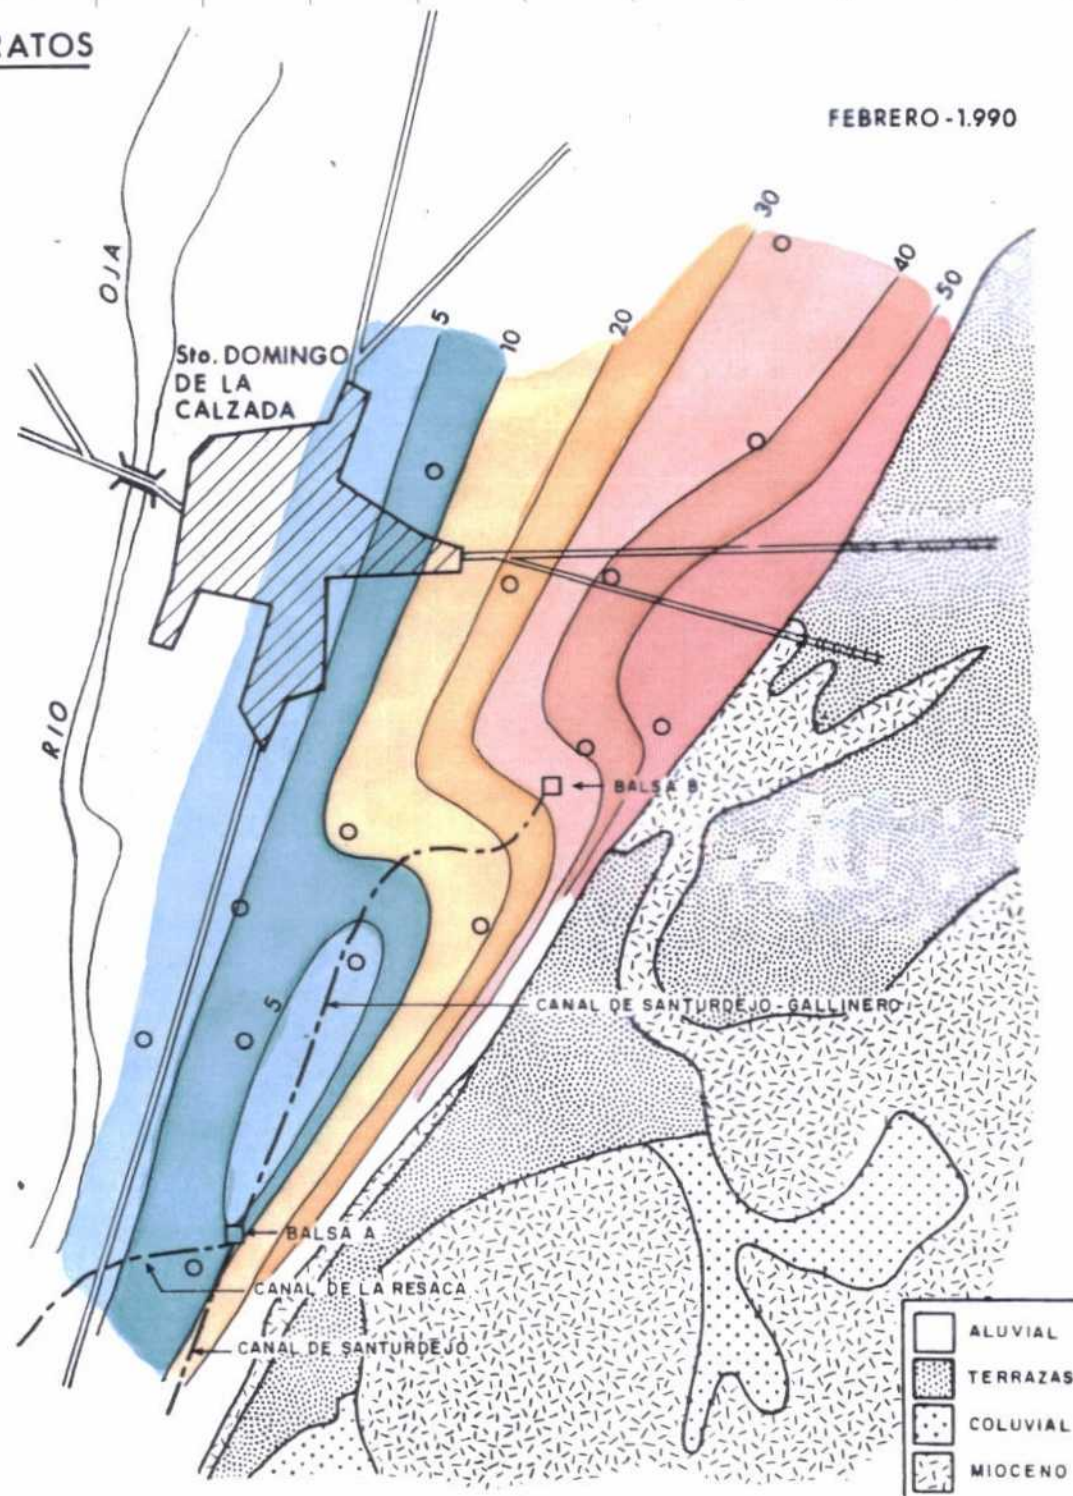 RATOS
FEBRERO - 1.990
OJA
Sto. DOMINGO
DE LA
CALZADA
5
10
20
30
40
50
RIO
BALSA B
5
CANAL DE SANTURDEJO - GALLINERO
BALSA A
CANAL DE LA RESACA
CANAL DE SANTURDEJO
ALUVIAL
TERRAZAS
COLUVIAL
MIOCENO